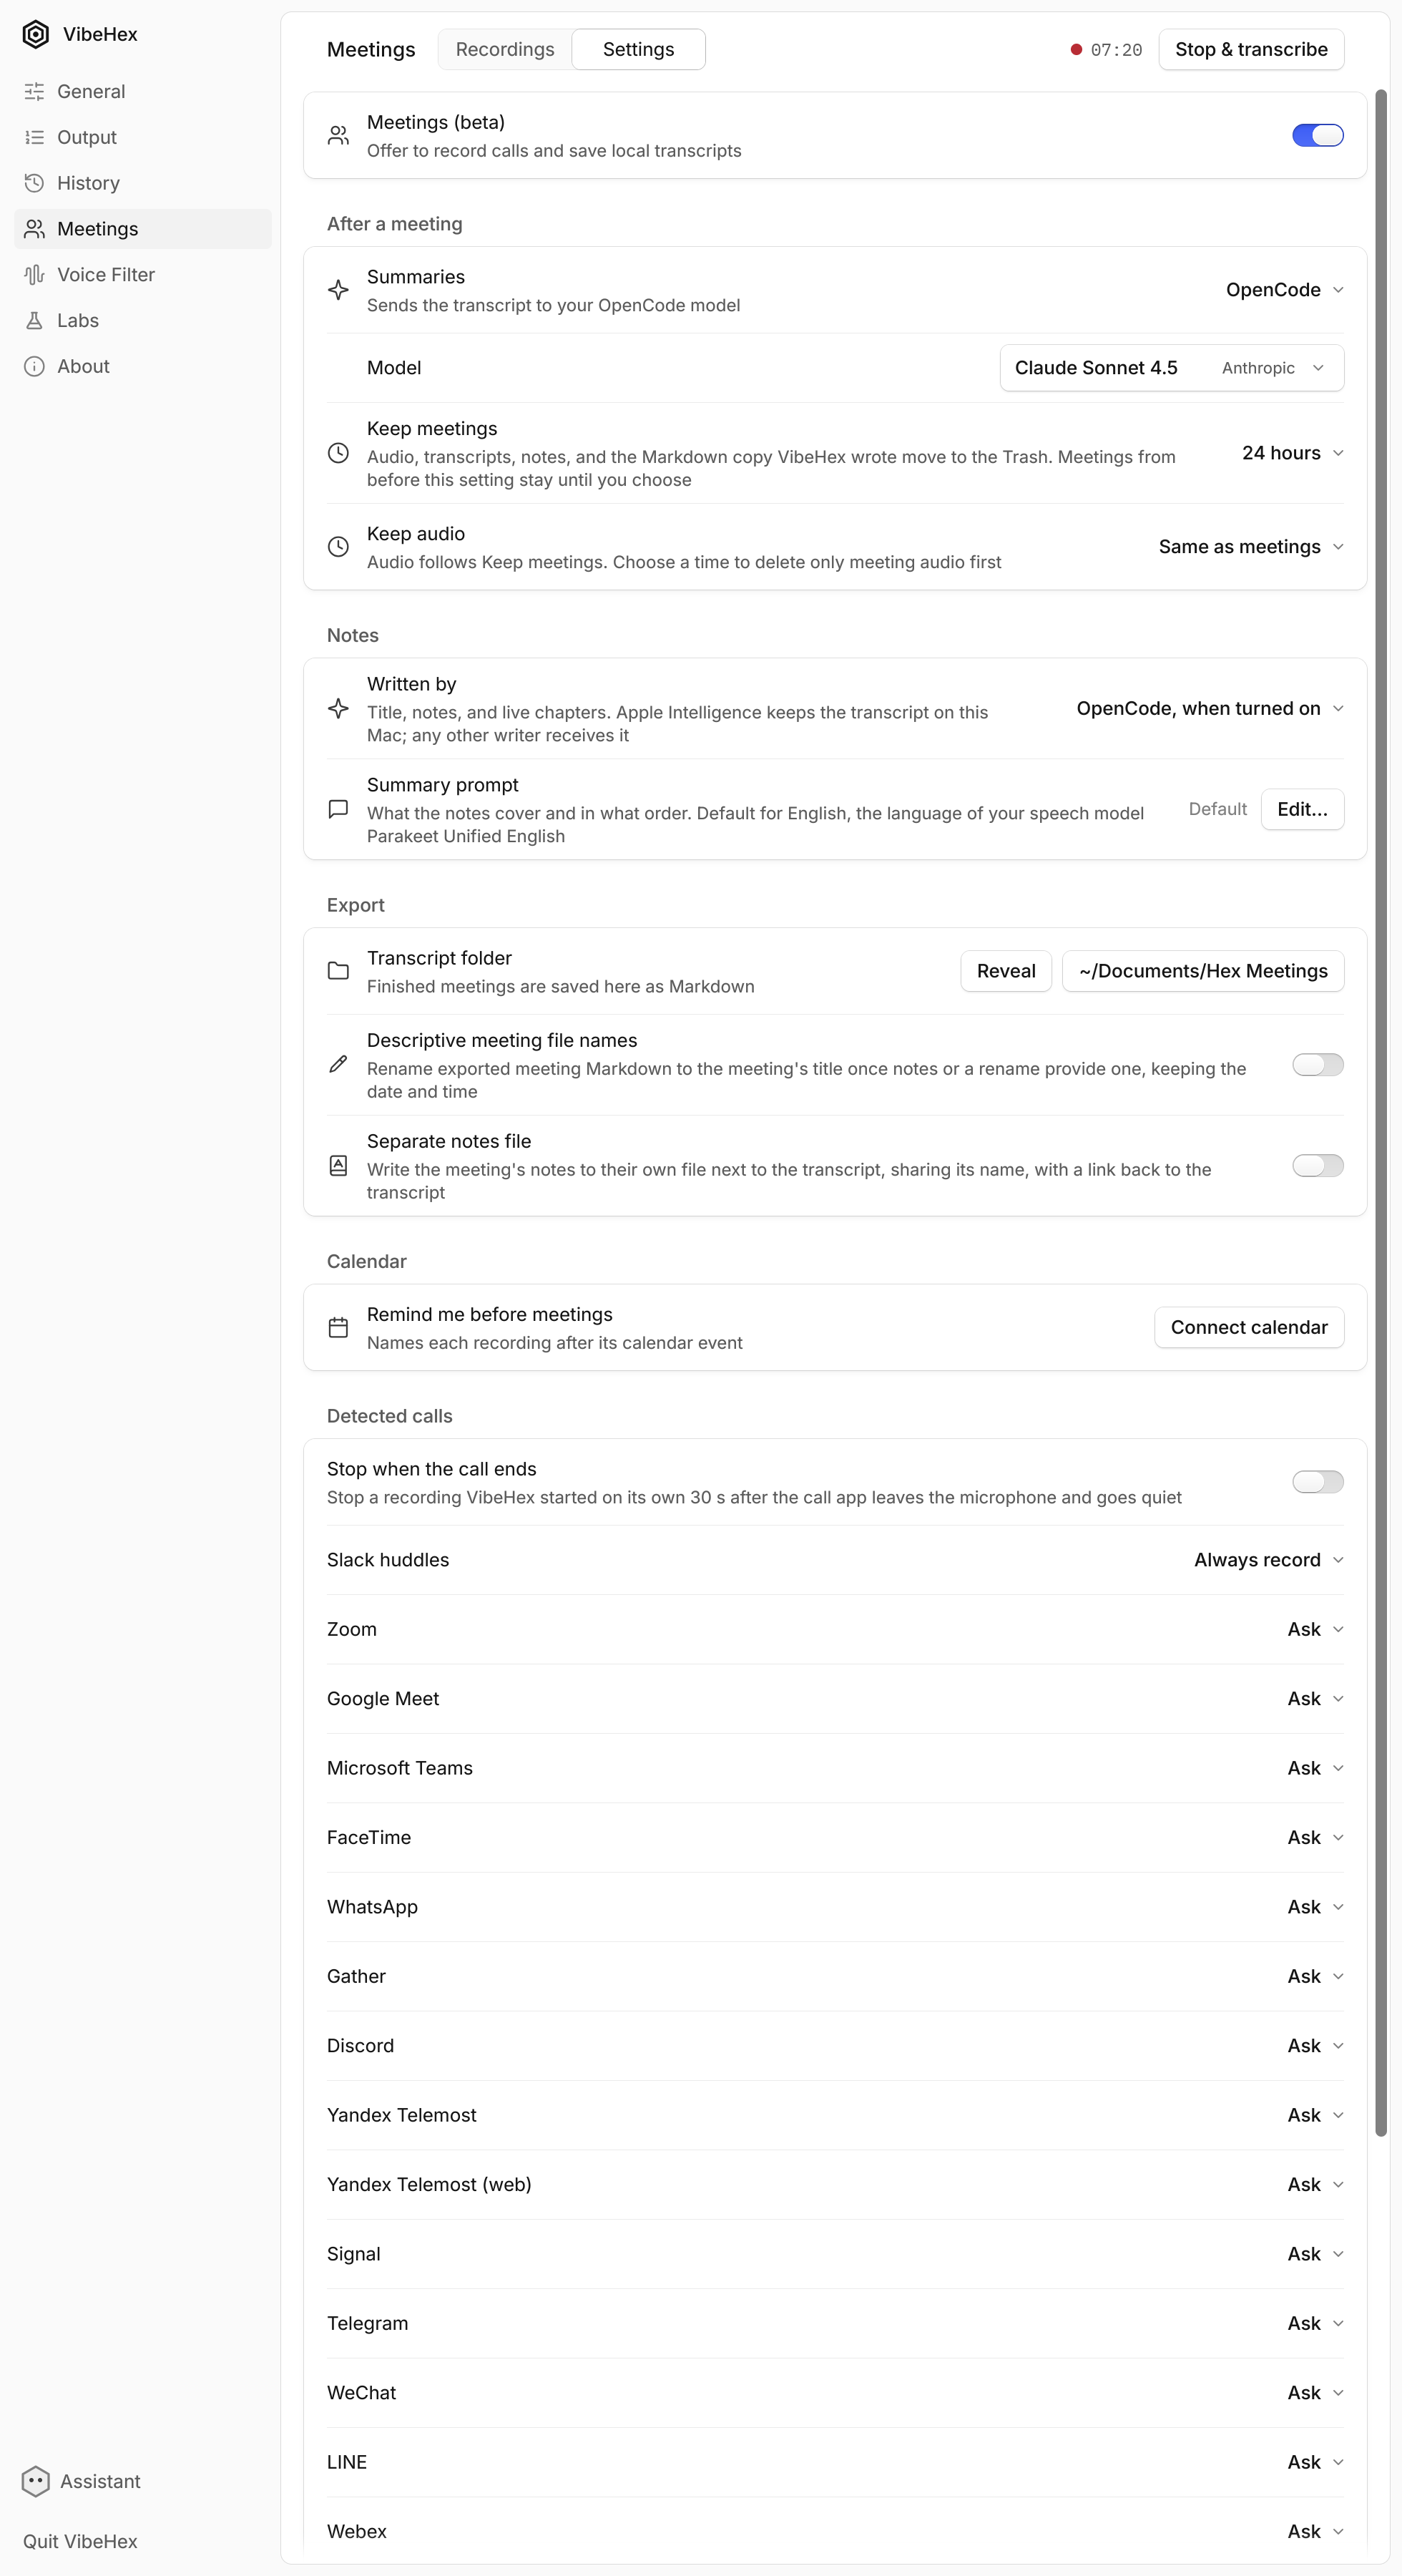 VibeHex
General
Output
History
Meetings
Voice Filter
Labs
About
Assistant
Quit VibeHex
Meetings
Recordings
Settings
07:20
Stop & transcribe
Meetings (beta)
Offer to record calls and save local transcripts
After a meeting
Summaries
Sends the transcript to your OpenCode model
OpenCode
Model
Claude Sonnet 4.5
Anthropic
Keep meetings
Audio, transcripts, notes, and the Markdown copy VibeHex wrote move to the Trash. Meetings from
before this setting stay until you choose
24 hours
Keep audio
Audio follows Keep meetings. Choose a time to delete only meeting audio first
Same as meetings
Notes
Written by
Title, notes, and live chapters. Apple Intelligence keeps the transcript on this
Mac; any other writer receives it
OpenCode, when turned on
Summary prompt
What the notes cover and in what order. Default for English, the language of your speech model
Parakeet Unified English
Default
Edit...
Export
Transcript folder
Finished meetings are saved here as Markdown
Reveal
~/Documents/Hex Meetings
Descriptive meeting file names
Rename exported meeting Markdown to the meeting's title once notes or a rename provide one, keeping the
date and time
Separate notes file
Write the meeting's notes to their own file next to the transcript, sharing its name, with a link back to the
transcript
Calendar
Remind me before meetings
Names each recording after its calendar event
Connect calendar
Detected calls
Stop when the call ends
Stop a recording VibeHex started on its own 30 s after the call app leaves the microphone and goes quiet
Slack huddles
Always record
Zoom
Ask
Google Meet
Ask
Microsoft Teams
Ask
FaceTime
Ask
WhatsApp
Ask
Gather
Ask
Discord
Ask
Yandex Telemost
Ask
Yandex Telemost (web)
Ask
Signal
Ask
Telegram
Ask
WeChat
Ask
LINE
Ask
Webex
Ask